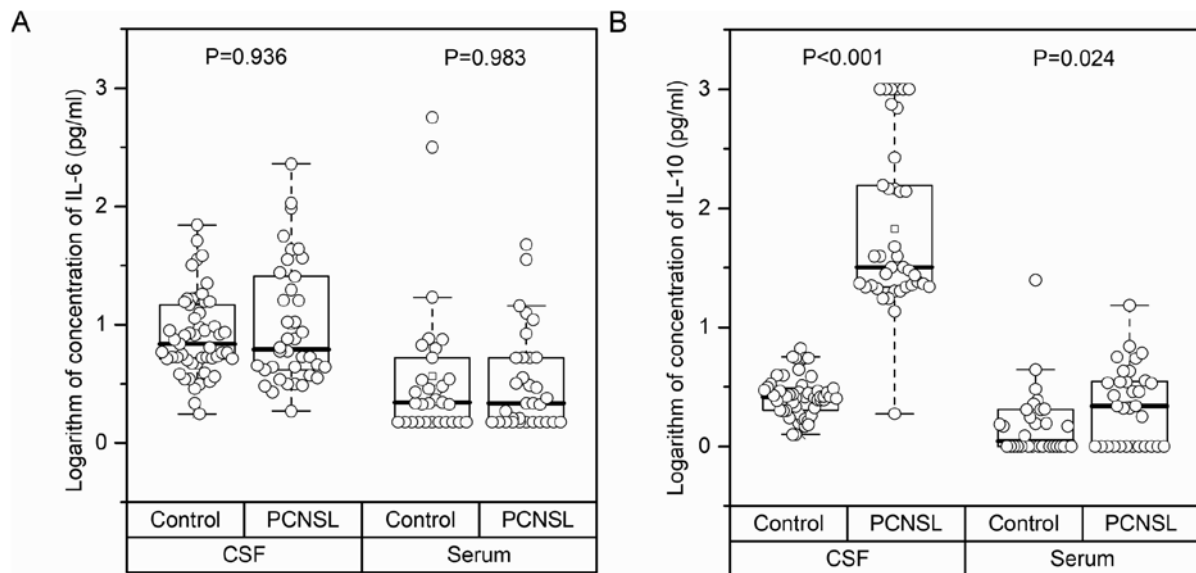 A
P=0.936 P=0.983
Logarithm of concentration of IL-6 (pg/ml)
3
2
1
0
Control PCNSL Control PCNSL
CSF Serum
B
P<0.001 P=0.024
Logarithm of concentration of IL-10 (pg/ml)
3
2
1
0
Control PCNSL Control PCNSL
CSF Serum